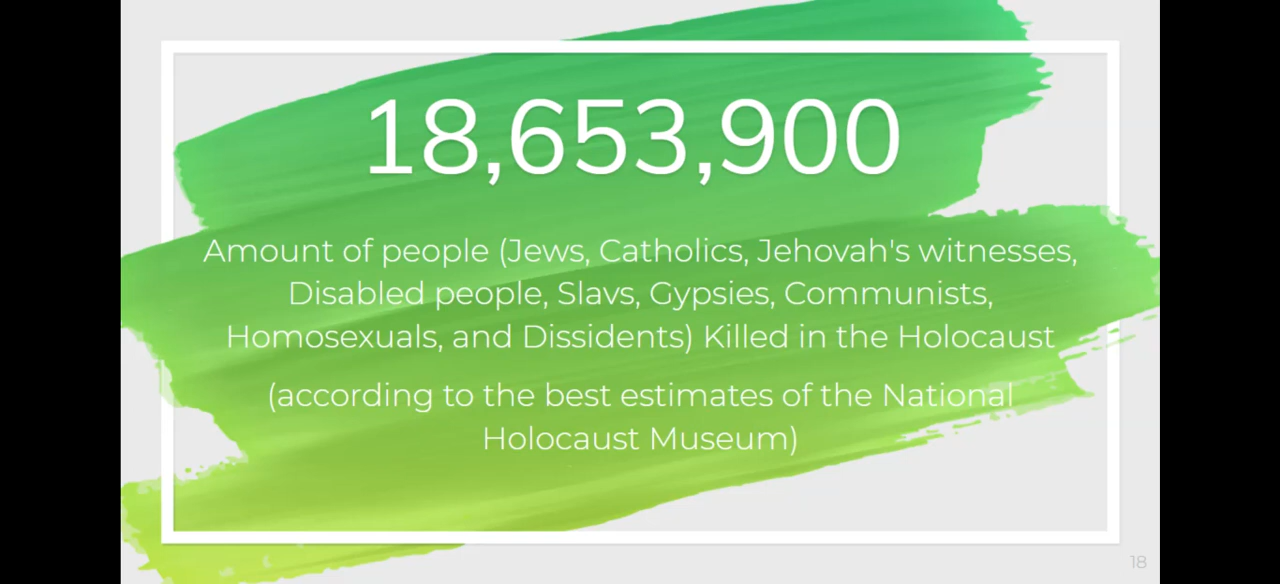 18,653,900
Amount of people (Jews, Catholics, Jehovah's witnesses,
Disabled people, Slavs, Gypsies, Communists,
Homosexuals, and Dissidents) Killed in the Holocaust
(according to the best estimates of the National
Holocaust Museum)
18